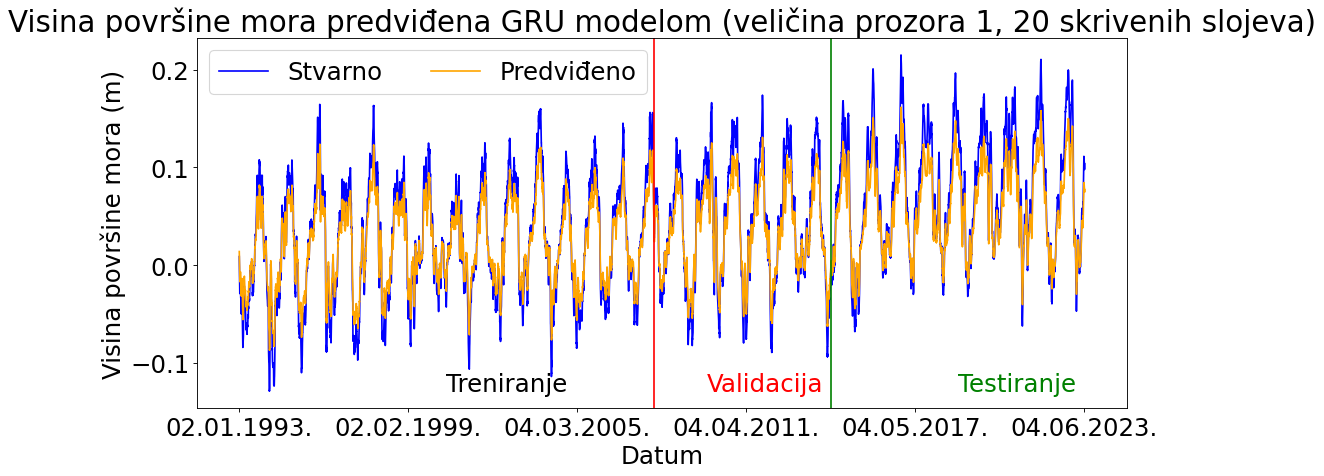 Visina površine mora predviđena GRU modelom (veličina prozora 1, 20 skrivenih slojeva)
Stvarno
Predviđeno
Visina površine mora (m)
0.2
0.1
0.0
−0.1
Treniranje
Validacija
Testiranje
02.01.1993.
02.02.1999.
04.03.2005.
04.04.2011.
04.05.2017.
04.06.2023.
Datum